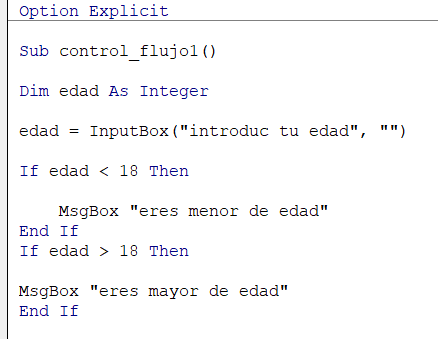 Option Explicit
Sub control_flujo1()
Dim edad As Integer
edad = InputBox("introduc tu edad", "")
If edad < 18 Then
MsgBox "eres menor de edad"
End If
If edad > 18 Then
MsgBox "eres mayor de edad"
End If